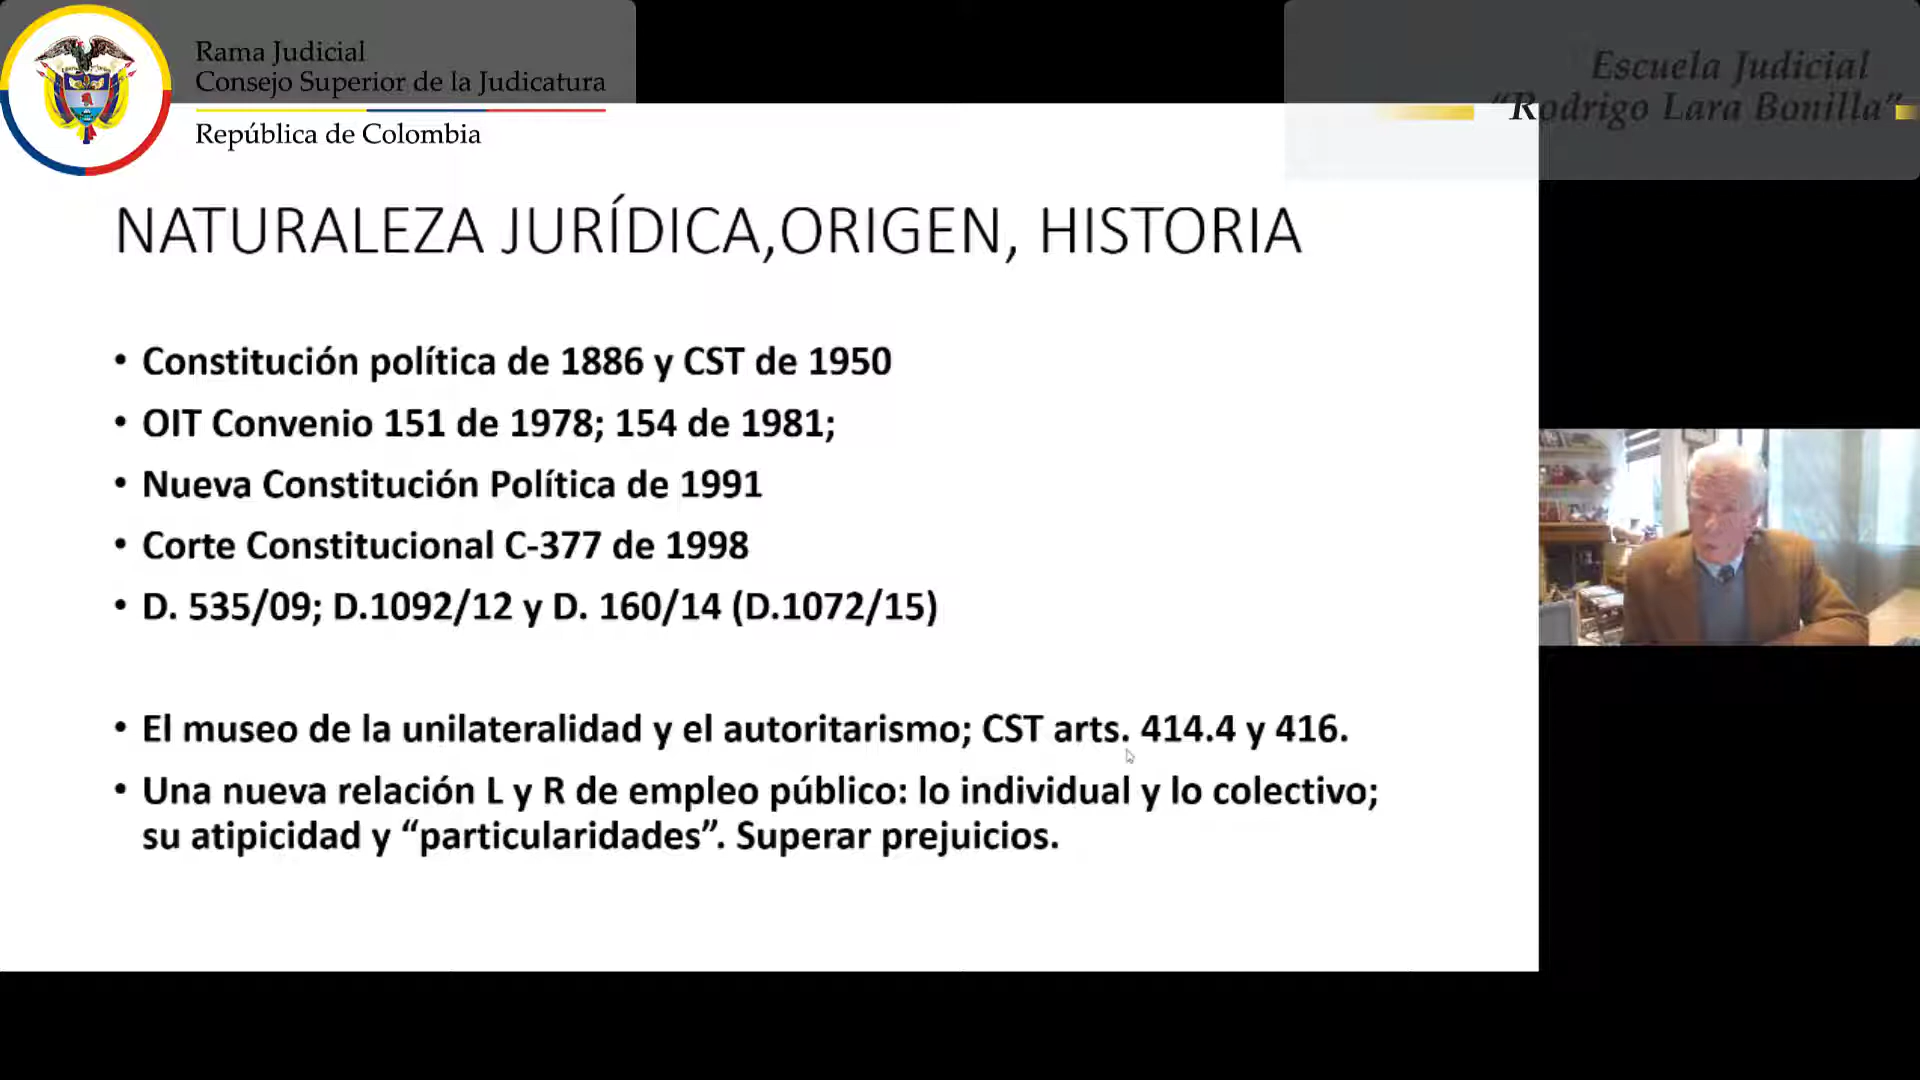 Rama Judicial
Consejo Superior de la Judicatura
República de Colombia
Escuela Judicial
“Rodrigo Lara Bonilla”
NATURALEZA JURÍDICA,ORIGEN, HISTORIA
• Constitución política de 1886 y CST de 1950
• OIT Convenio 151 de 1978; 154 de 1981;
• Nueva Constitución Política de 1991
• Corte Constitucional C-377 de 1998
• D. 535/09; D.1092/12 y D. 160/14 (D.1072/15)
• El museo de la unilateralidad y el autoritarismo; CST arts. 414.4 y 416.
• Una nueva relación L y R de empleo público: lo individual y lo colectivo;
su atipicidad y “particularidades”. Superar prejuicios.